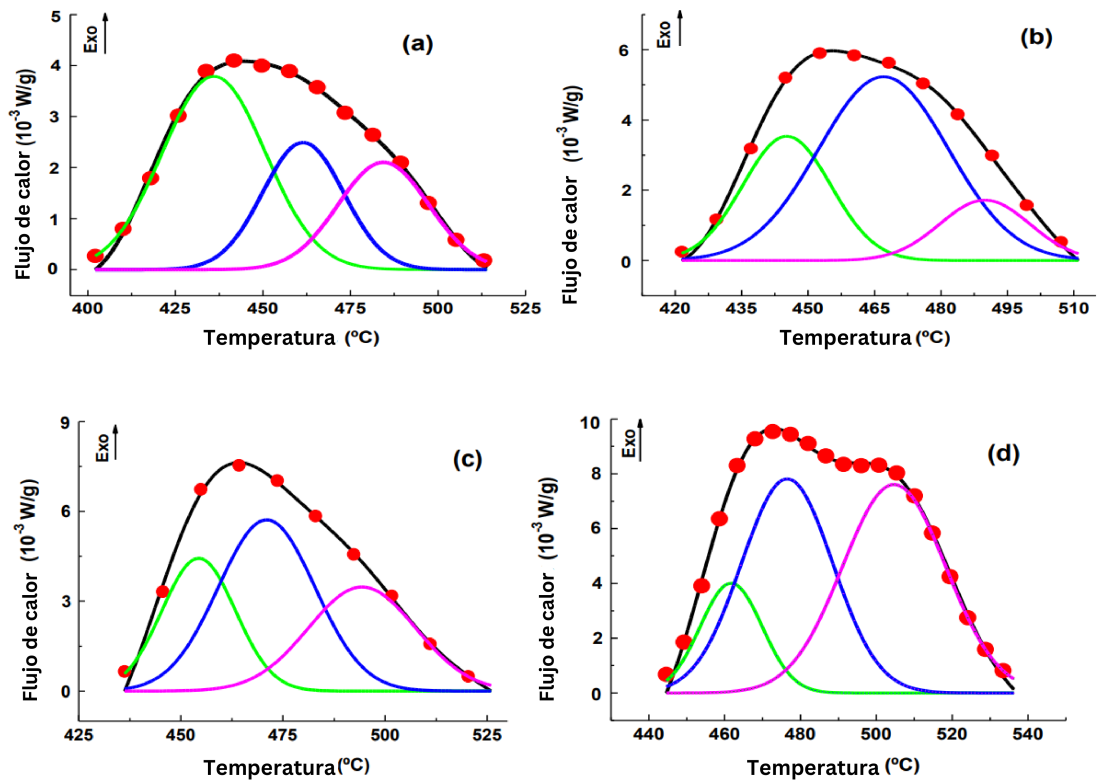 5
4
3
2
1
0
Flujo de calor (10⁻³ W/g)
Exo
(a)
400
425
450
475
500
525
Temperatura (ºC)
6
4
2
0
Flujo de calor (10⁻³ W/g)
Exo
(b)
420
435
450
465
480
495
510
Temperatura (ºC)
9
6
3
0
Flujo de calor (10⁻³ W/g)
Exo
(c)
425
450
475
500
525
Temperatura(ºC)
10
8
6
4
2
0
Flujo de calor (10⁻³ W/g)
Exo
(d)
440
460
480
500
520
540
Temperatura (ºC)